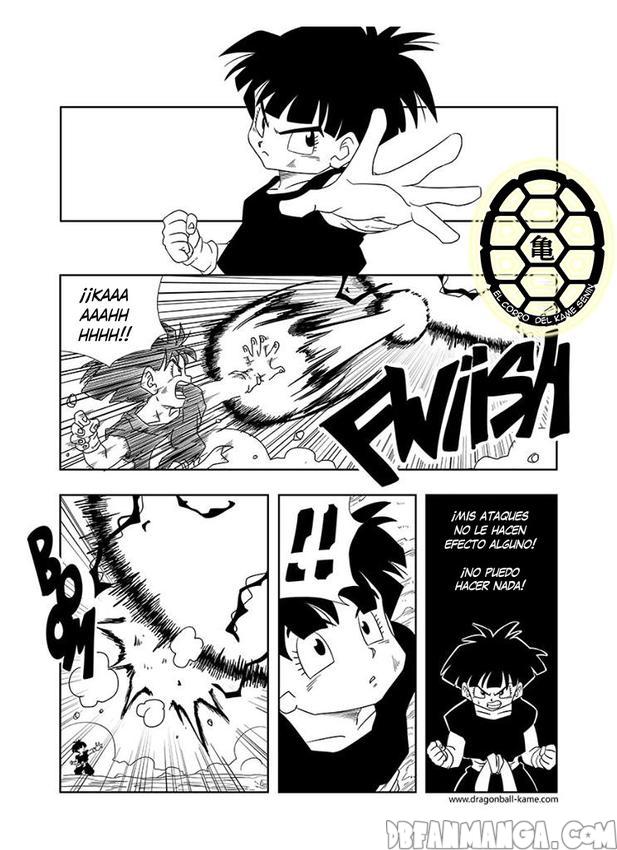 亀
EL CORRO DEL KAME SENIN
¡¡KAAA
AAAHH
HHHH!!
FWIISH
BOOM
!!
¡MIS ATAQUES
NO LE HACEN
EFECTO ALGUNO!
¡NO PUEDO
HACER NADA!
www.dragonball-kame.com
DBFANMANGA.COM